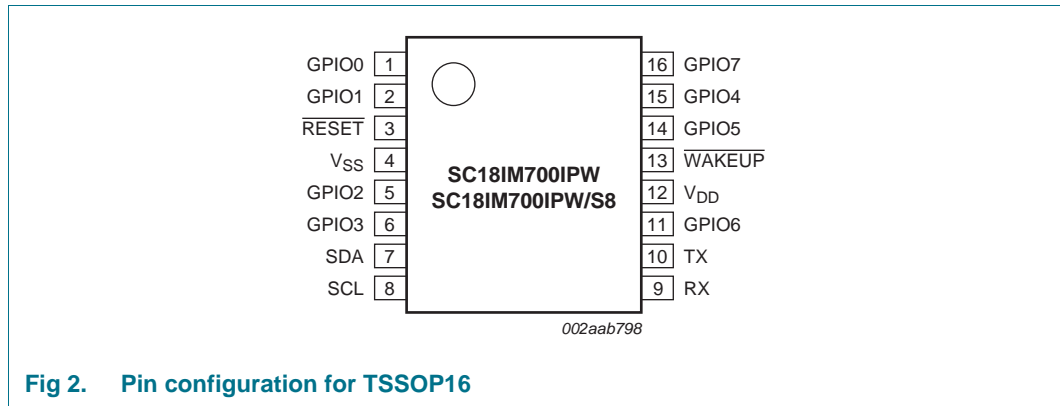 GPIO0 1
GPIO1 2
RESET 3
VSS 4
GPIO2 5
GPIO3 6
SDA 7
SCL 8
SC18IM700IPW
SC18IM700IPW/S8
16 GPIO7
15 GPIO4
14 GPIO5
13 WAKEUP
12 VDD
11 GPIO6
10 TX
9 RX
002aab798
Fig 2. Pin configuration for TSSOP16